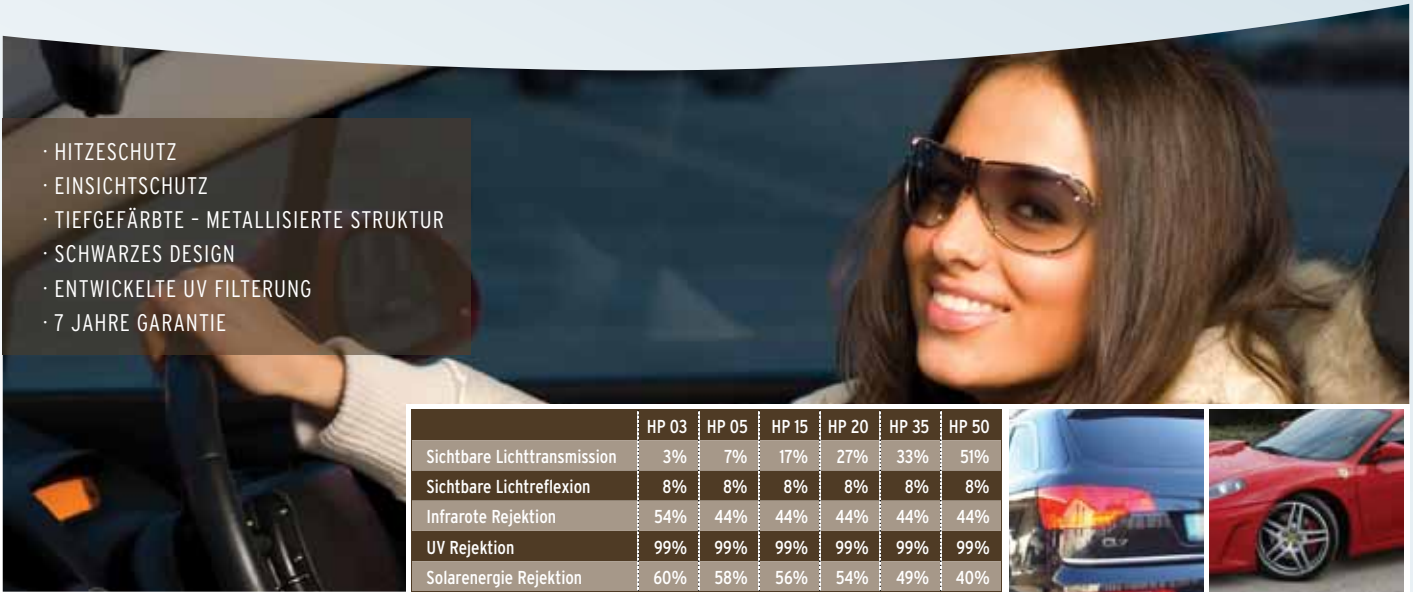 · HITZESCHUTZ
· EINSICHTSCHUTZ
· TIEFGEFÄRBTE - METALLISIERTE STRUKTUR
· SCHWARZES DESIGN
· ENTWICKELTE UV FILTERUNG
· 7 JAHRE GARANTIE
HP 03 HP 05 HP 15 HP 20 HP 35 HP 50
Sichtbare Lichttransmission 3% 7% 17% 27% 33% 51%
Sichtbare Lichtreflexion 8% 8% 8% 8% 8% 8%
Infrarote Rejektion 54% 44% 44% 44% 44% 44%
UV Rejektion 99% 99% 99% 99% 99% 99%
Solarenergie Rejektion 60% 58% 56% 54% 49% 40%